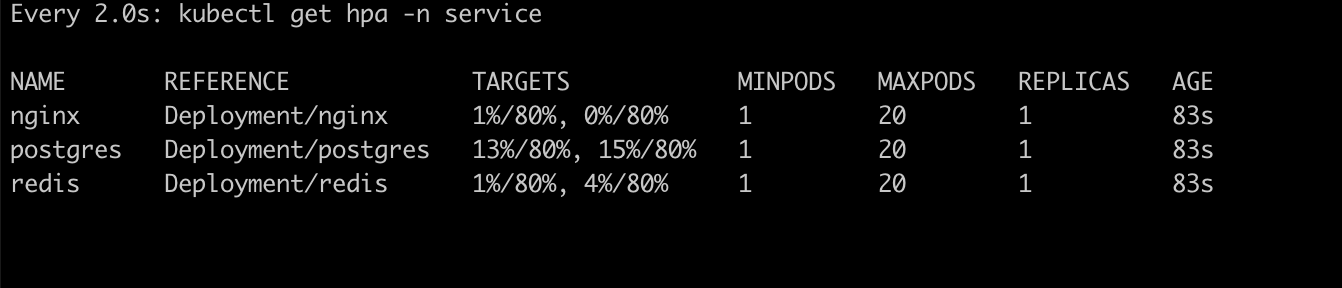 Every 2.0s: kubectl get hpa -n service
NAME REFERENCE TARGETS MINPODS MAXPODS REPLICAS AGE
nginx Deployment/nginx 1%/80%, 0%/80% 1 20 1 83s
postgres Deployment/postgres 13%/80%, 15%/80% 1 20 1 83s
redis Deployment/redis 1%/80%, 4%/80% 1 20 1 83s